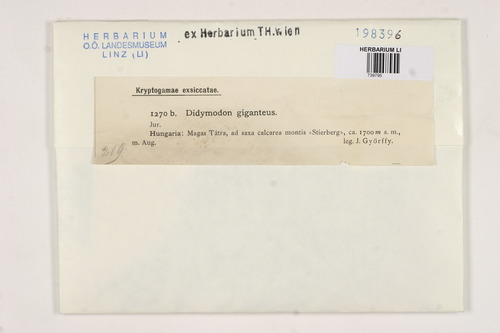 HERBARIUM
O.Ö. LANDESMUSEUM
LINZ (LI)
ex Herbarium TH.Wien
198396
HERBARIUM LI
Kryptogamae exsiccatae.
1270 b. Didymodon giganteus.
Jur.
Hungaria: Magas Tátra, ad saxa calcarea montis «Stierberg», ca. 1700 m s. m.,
m. Aug. leg. J. Györffy.
319